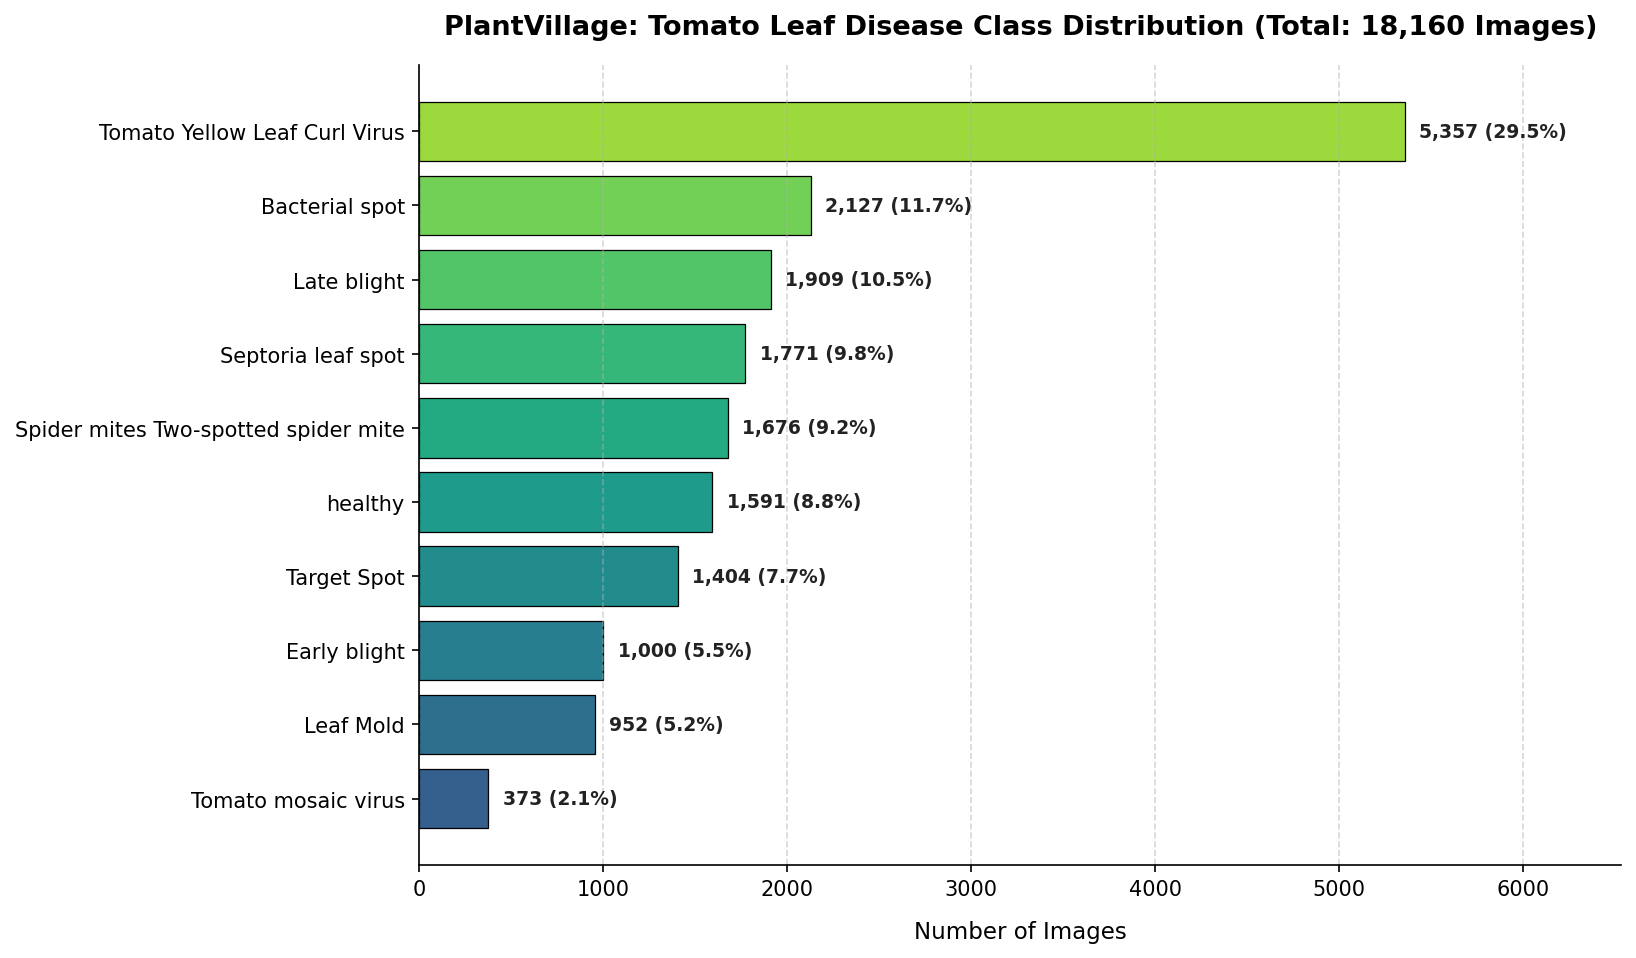 PlantVillage: Tomato Leaf Disease Class Distribution (Total: 18,160 Images)
Tomato Yellow Leaf Curl Virus 5,357 (29.5%)
Bacterial spot 2,127 (11.7%)
Late blight 1,909 (10.5%)
Septoria leaf spot 1,771 (9.8%)
Spider mites Two-spotted spider mite 1,676 (9.2%)
healthy 1,591 (8.8%)
Target Spot 1,404 (7.7%)
Early blight 1,000 (5.5%)
Leaf Mold 952 (5.2%)
Tomato mosaic virus 373 (2.1%)
0 1000 2000 3000 4000 5000 6000
Number of Images